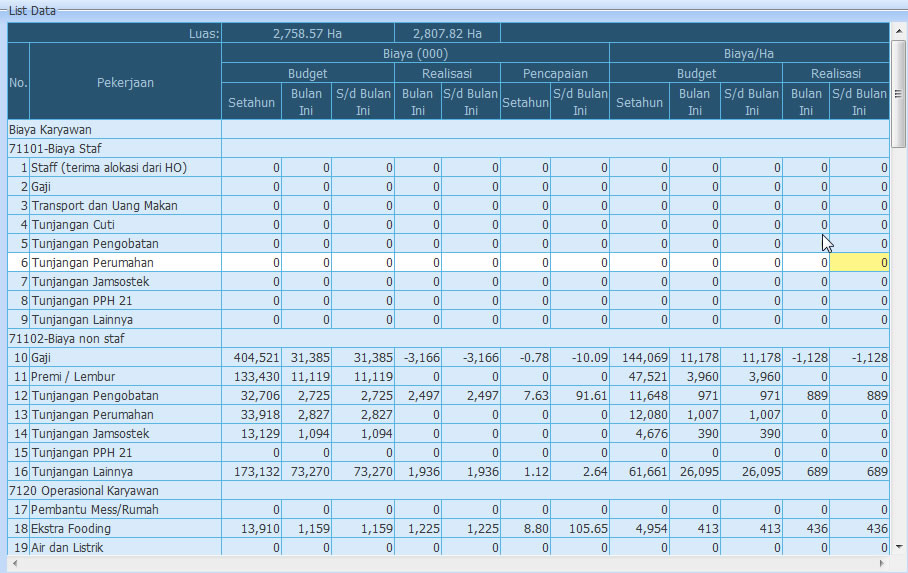 List Data
Luas: 2,758.57 Ha 2,807.82 Ha
No. Pekerjaan Biaya (000) Biaya/Ha
Budget Realisasi Pencapaian Budget Realisasi
Setahun Bulan Ini S/d Bulan Ini Bulan Ini S/d Bulan Ini Setahun S/d Bulan Ini Setahun Bulan Ini S/d Bulan Ini Bulan Ini S/d Bulan Ini
Biaya Karyawan
71101-Biaya Staf
1 Staff (terima alokasi dari HO) 0 0 0 0 0 0 0 0 0 0 0 0
2 Gaji 0 0 0 0 0 0 0 0 0 0 0 0
3 Transport dan Uang Makan 0 0 0 0 0 0 0 0 0 0 0 0
4 Tunjangan Cuti 0 0 0 0 0 0 0 0 0 0 0 0
5 Tunjangan Pengobatan 0 0 0 0 0 0 0 0 0 0 0 0
6 Tunjangan Perumahan 0 0 0 0 0 0 0 0 0 0 0 0
7 Tunjangan Jamsostek 0 0 0 0 0 0 0 0 0 0 0 0
8 Tunjangan PPH 21 0 0 0 0 0 0 0 0 0 0 0 0
9 Tunjangan Lainnya 0 0 0 0 0 0 0 0 0 0 0 0
71102-Biaya non staf
10 Gaji 404,521 31,385 31,385 -3,166 -3,166 -0.78 -10.09 144,069 11,178 11,178 -1,128 -1,128
11 Premi / Lembur 133,430 11,119 11,119 0 0 0 0 47,521 3,960 3,960 0 0
12 Tunjangan Pengobatan 32,706 2,725 2,725 2,497 2,497 7.63 91.61 11,648 971 971 889 889
13 Tunjangan Perumahan 33,918 2,827 2,827 0 0 0 0 12,080 1,007 1,007 0 0
14 Tunjangan Jamsostek 13,129 1,094 1,094 0 0 0 0 4,676 390 390 0 0
15 Tunjangan PPH 21 0 0 0 0 0 0 0 0 0 0 0 0
16 Tunjangan Lainnya 173,132 73,270 73,270 1,936 1,936 1.12 2.64 61,661 26,095 26,095 689 689
7120 Operasional Karyawan
17 Pembantu Mess/Rumah 0 0 0 0 0 0 0 0 0 0 0 0
18 Ekstra Fooding 13,910 1,159 1,159 1,225 1,225 8.80 105.65 4,954 413 413 436 436
19 Air dan Listrik 0 0 0 0 0 0 0 0 0 0 0 0